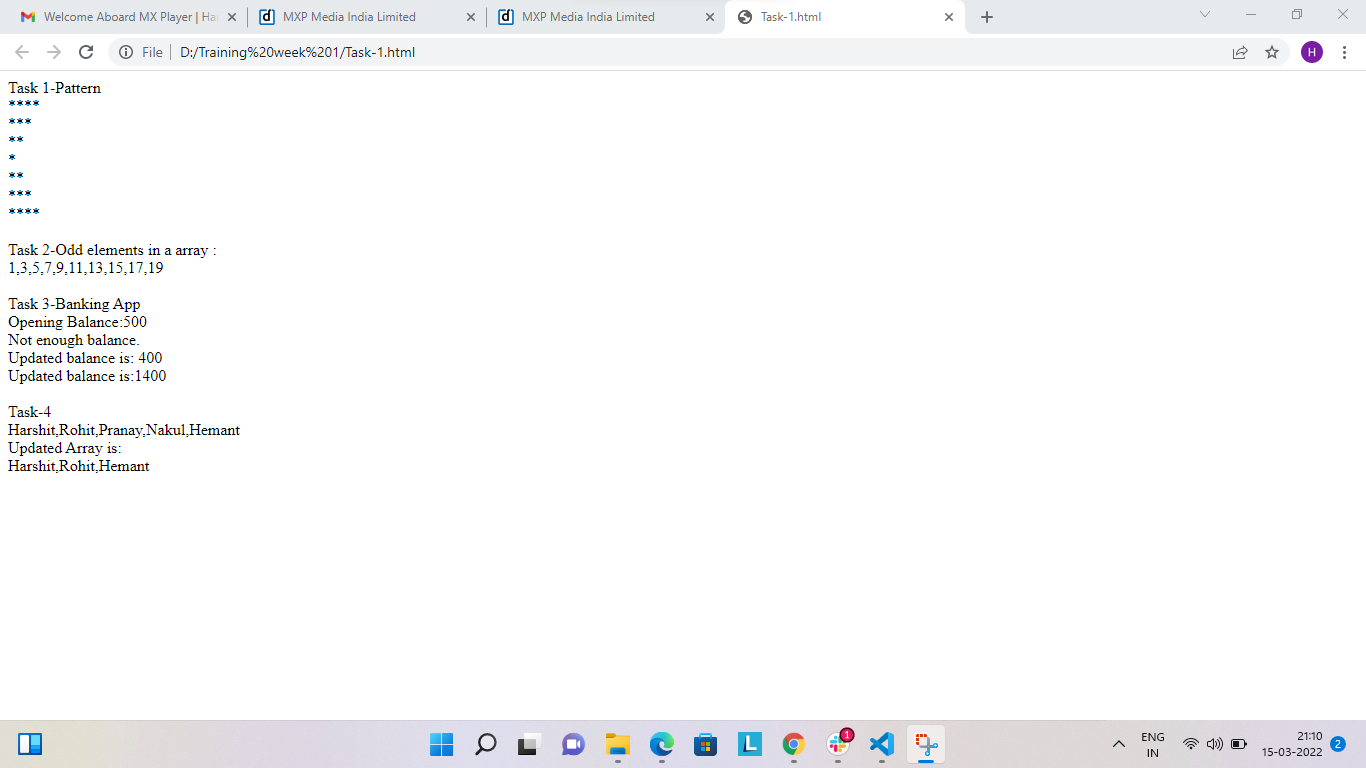 Welcome Aboard MX Player | Ha
MXP Media India Limited
MXP Media India Limited
Task-1.html
File
D:/Training%20week%201/Task-1.html
H
Task 1-Pattern
****
***
**
*
**
***
****
Task 2-Odd elements in a array :
1,3,5,7,9,11,13,15,17,19
Task 3-Banking App
Opening Balance:500
Not enough balance.
Updated balance is: 400
Updated balance is:1400
Task-4
Harshit,Rohit,Pranay,Nakul,Hemant
Updated Array is:
Harshit,Rohit,Hemant
L
1
ENG
IN
21:10
15-03-2022
2